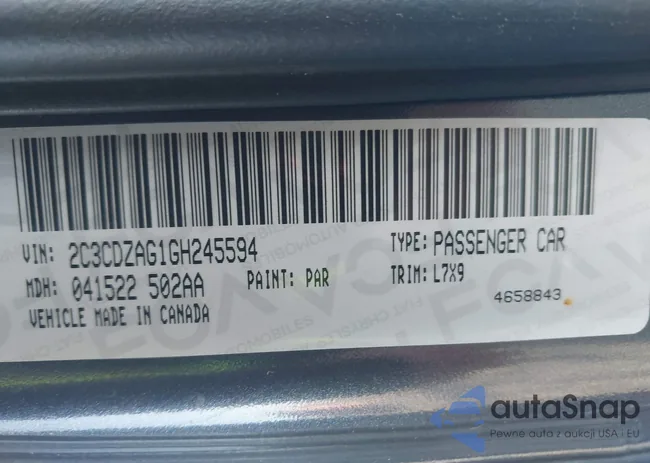 VIN: 2C3CDZAG1GH245594
TYPE: PASSENGER CAR
MDH: 041522 502AA
PAINT: PAR
TRIM: L7X9
VEHICLE MADE IN CANADA
4658843
autoSnap
Pewne auta z aukcji USA i EU